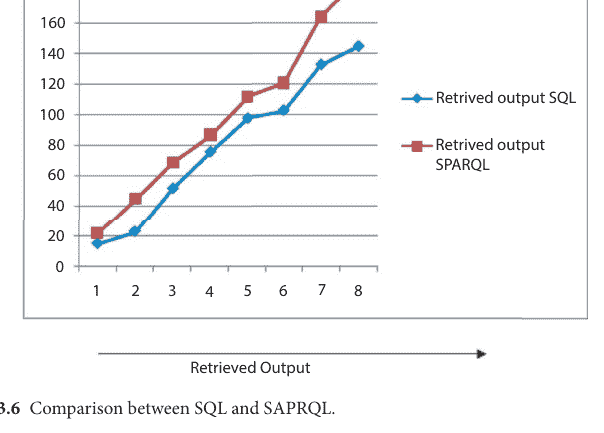 160
140
120
100
80
60
40
20
0
1 2 3 4 5 6 7 8
Retrived output SQL
Retrived output
SPARQL
Retrieved Output
3.6 Comparison between SQL and SAPRQL.